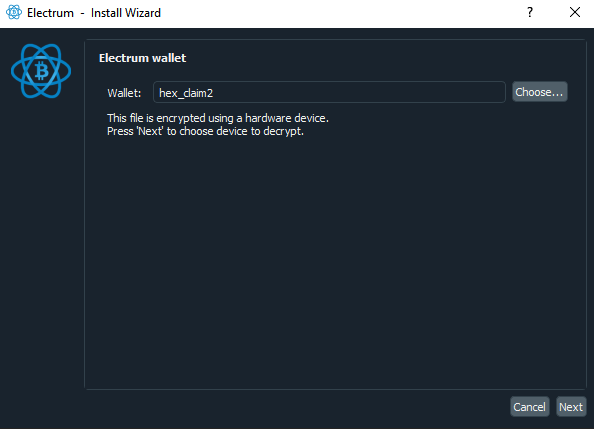 Electrum - Install Wizard
Electrum wallet
Wallet: hex_claim2 Choose...
This file is encrypted using a hardware device.
Press 'Next' to choose device to decrypt.
Cancel Next